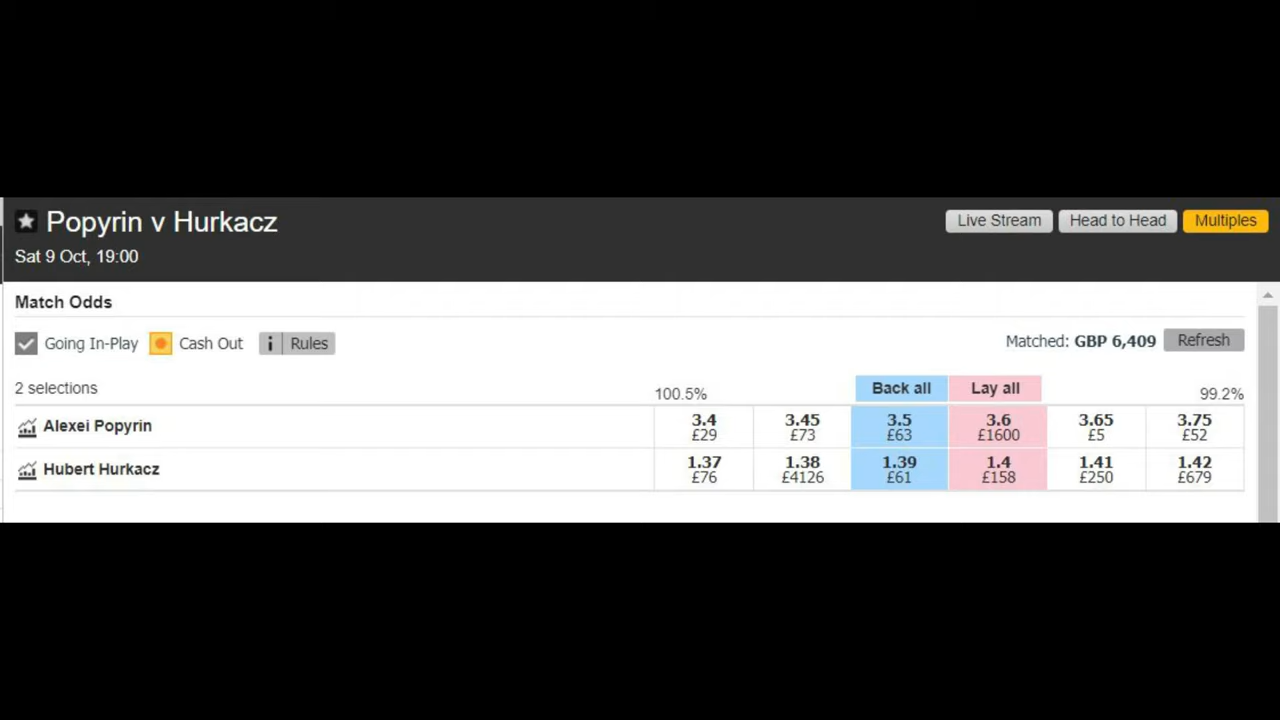 Popyrin v Hurkacz
Live Stream Head to Head Multiples
Sat 9 Oct, 19:00
Match Odds
Going In-Play Cash Out i Rules Matched: GBP 6,409 Refresh
2 selections 100.5% Back all Lay all 99.2%
Alexei Popyrin 3.4 3.45 3.5 3.6 3.65 3.75
£29 £73 £63 £1600 £5 £52
Hubert Hurkacz 1.37 1.38 1.39 1.4 1.41 1.42
£76 £4126 £61 £158 £250 £679